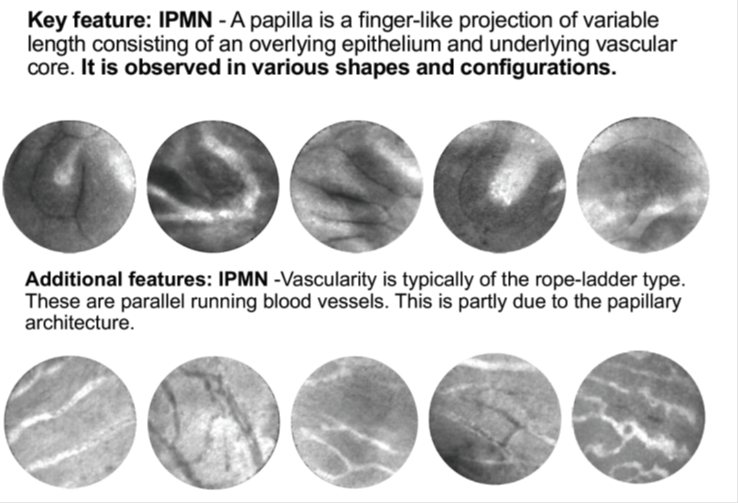 Key feature: IPMN - A papilla is a finger-like projection of variable
length consisting of an overlying epithelium and underlying vascular
core. It is observed in various shapes and configurations.
Additional features: IPMN -Vascularity is typically of the rope-ladder type.
These are parallel running blood vessels. This is partly due to the papillary
architecture.